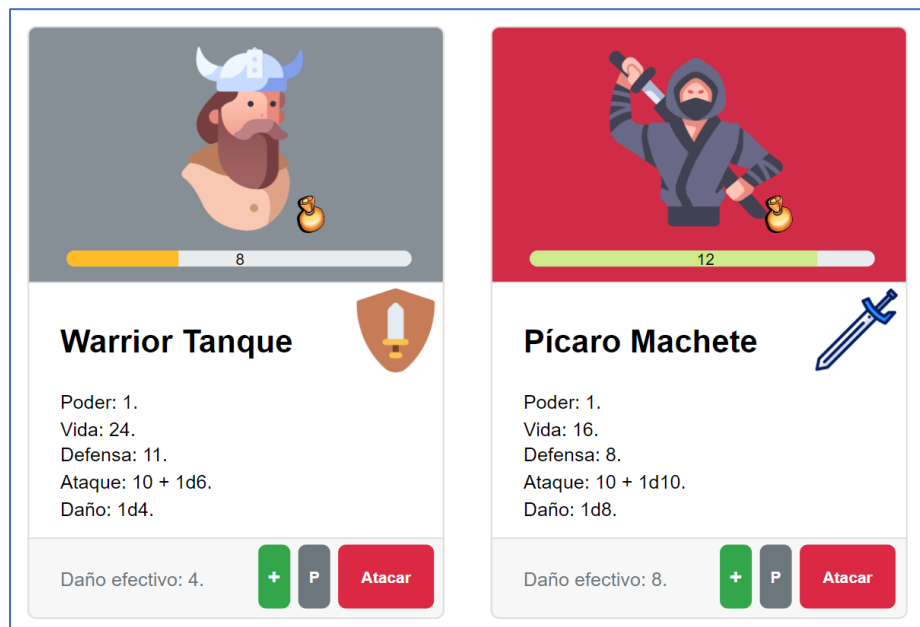 8
Warrior Tanque
Poder: 1.
Vida: 24.
Defensa: 11.
Ataque: 10 + 1d6.
Daño: 1d4.
Daño efectivo: 4.
+
P
Atacar
12
Pícaro Machete
Poder: 1.
Vida: 16.
Defensa: 8.
Ataque: 10 + 1d10.
Daño: 1d8.
Daño efectivo: 8.
+
P
Atacar